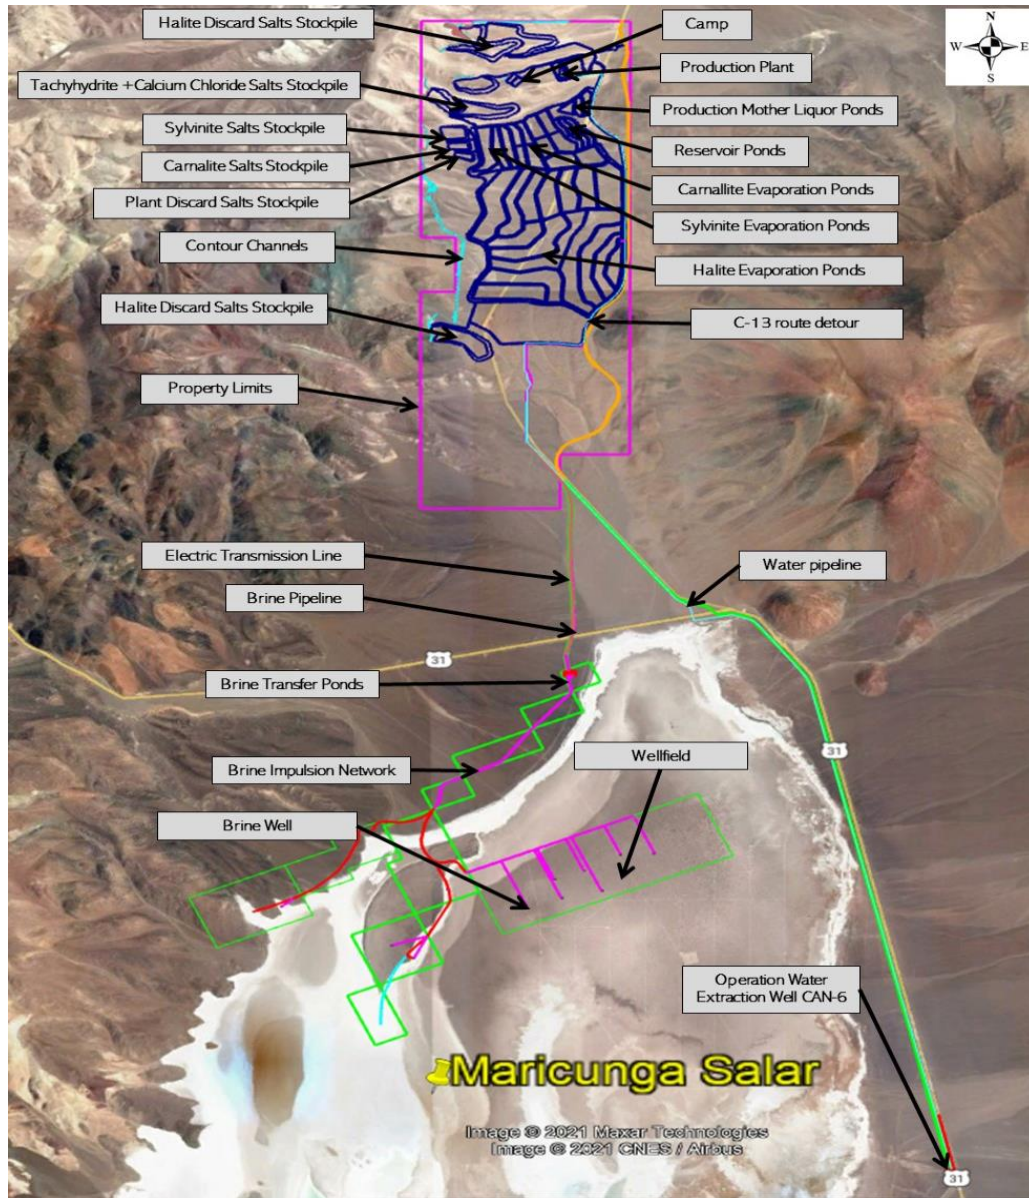 Halite Discard Salts Stockpile
Camp
N
W
E
S
Production Plant
Tachyhydrite +Calcium Chloride Salts Stockpile
Production Mother Liquor Ponds
Sylvinite Salts Stockpile
Reservoir Ponds
Carnalite Salts Stockpile
Carnallite Evaporation Ponds
Plant Discard Salts Stockpile
Sylvinite Evaporation Ponds
Contour Channels
Halite Evaporation Ponds
Halite Discard Salts Stockpile
C-13 route detour
Property Limits
Electric Transmission Line
Water pipeline
Brine Pipeline
31
Brine Transfer Ponds
31
Wellfield
Brine Impulsion Network
Brine Well
Operation Water
Extraction Well CAN-6
Maricunga Salar
Image © 2021 Maxar Technologies
Image © 2021 CNES / Airbus
31